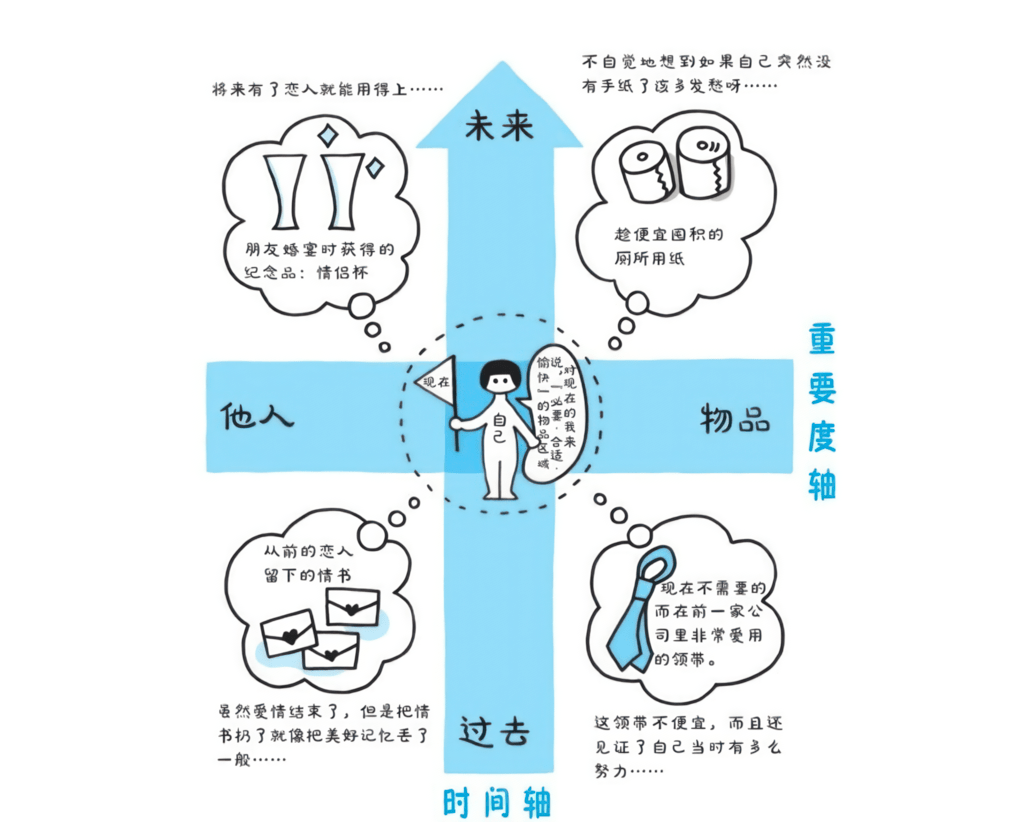 不自觉地想到如果自己突然没
有手纸了该多发愁呀……
将来有了恋人就能用得上……
未来
朋友婚宴时获得的
纪念品：情侣杯
趁便宜囤积的
厕所用纸
重要度轴
他人
现在
自己
对现在的我来
说，“必要·合适·
愉快”的物品区域
物品
从前的恋人
留下的情书
现在不需要的
而在前一家公
司里非常爱用
的领带。
虽然爱情结束了，但是把情
书扔了就像把美好记忆丢了
一般……
过去
这领带不便宜，而且还
见证了自己当时有多么
努力……
时间轴